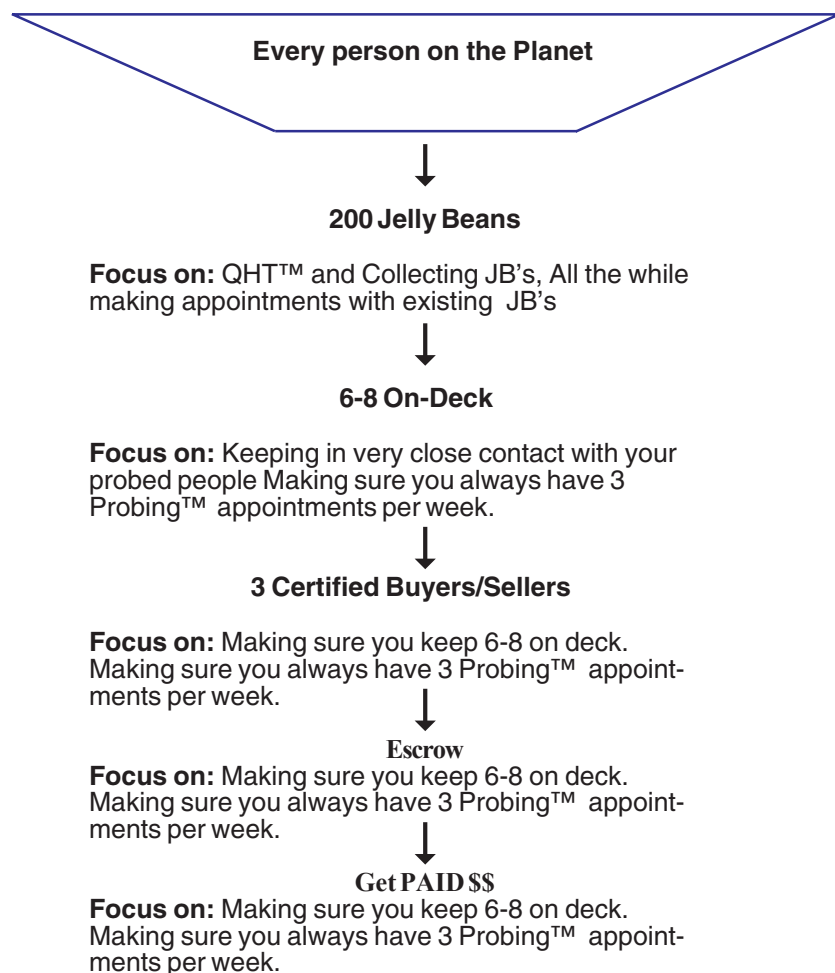 Every person on the Planet
200 Jelly Beans
Focus on: QHT™ and Collecting JB's, All the while
making appointments with existing JB's
6-8 On-Deck
Focus on: Keeping in very close contact with your
probed people Making sure you always have 3
Probing™ appointments per week.
3 Certified Buyers/Sellers
Focus on: Making sure you keep 6-8 on deck.
Making sure you always have 3 Probing™ appoint-
ments per week.
Escrow
Focus on: Making sure you keep 6-8 on deck.
Making sure you always have 3 Probing™ appoint-
ments per week.
Get PAID $$
Focus on: Making sure you keep 6-8 on deck.
Making sure you always have 3 Probing™ appoint-
ments per week.